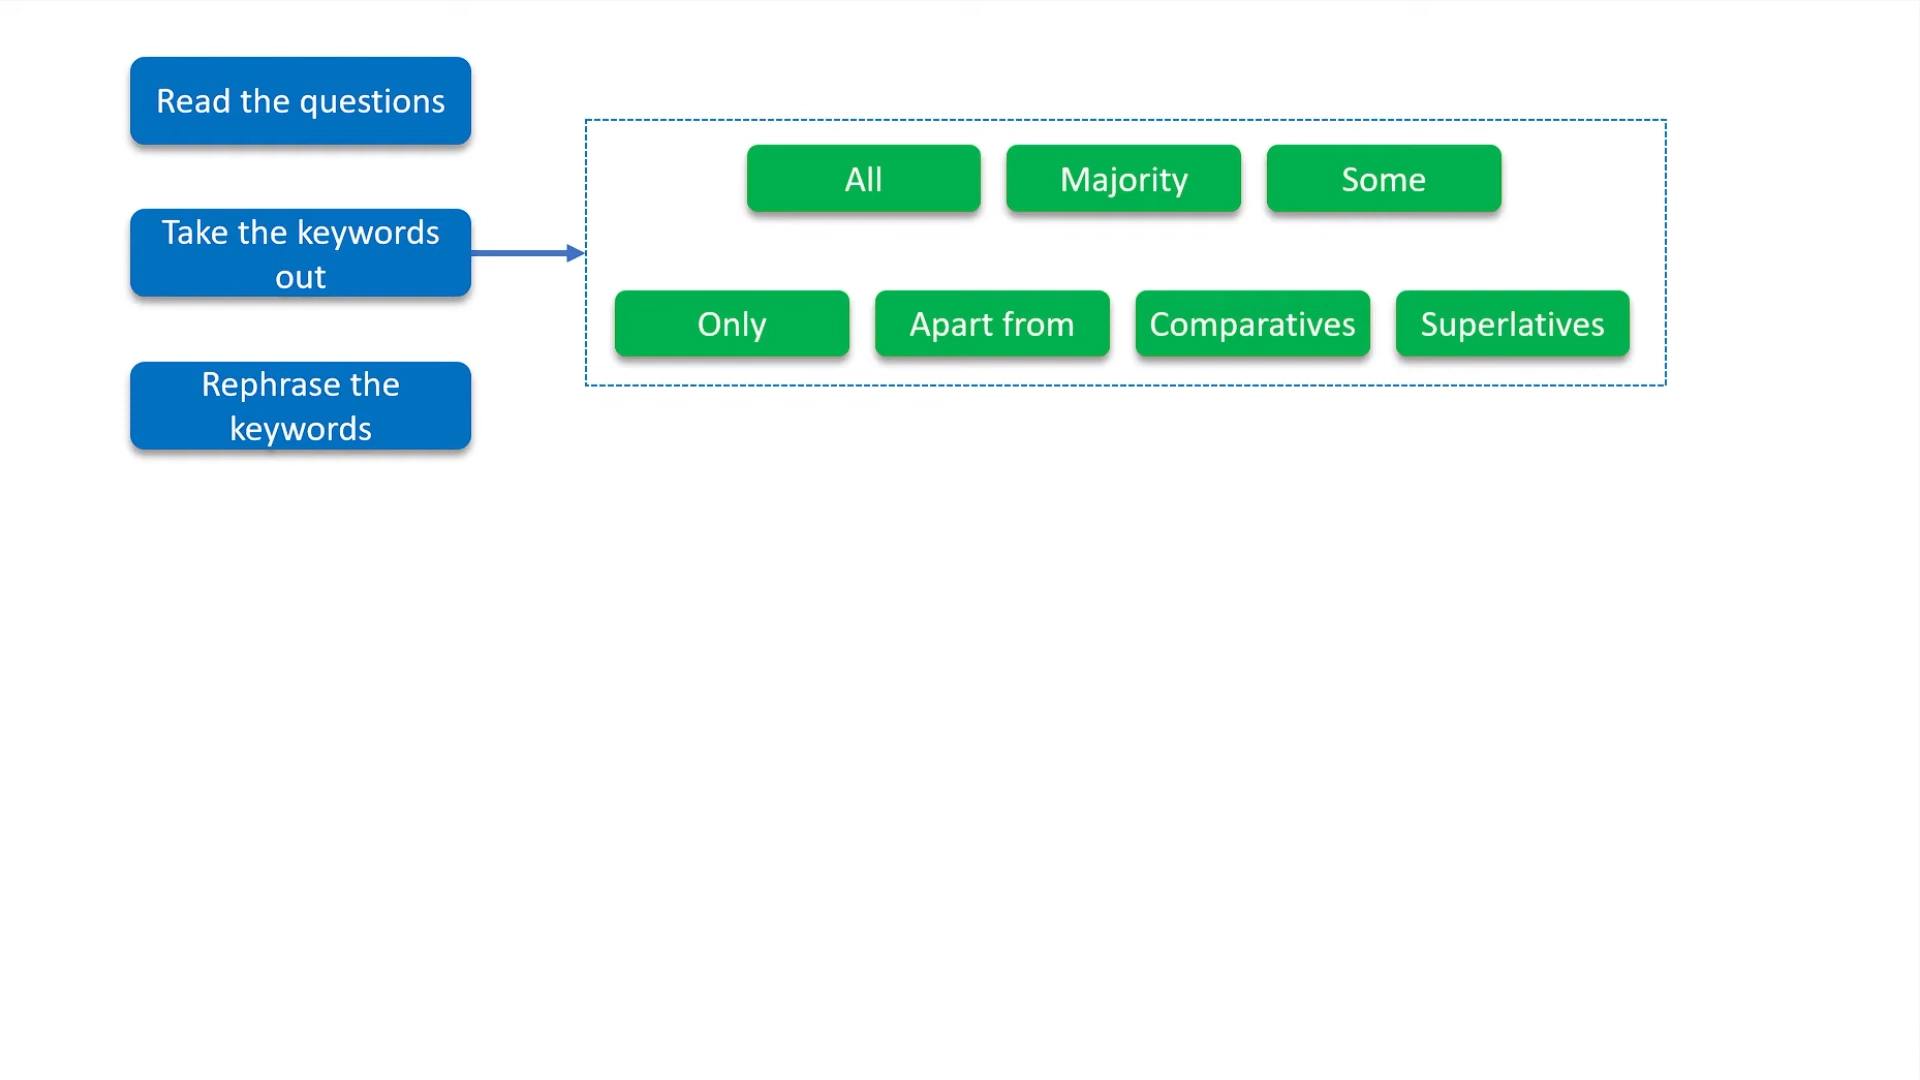 Read the questions
Take the keywords
out
Rephrase the
keywords
All
Majority
Some
Only
Apart from
Comparatives
Superlatives